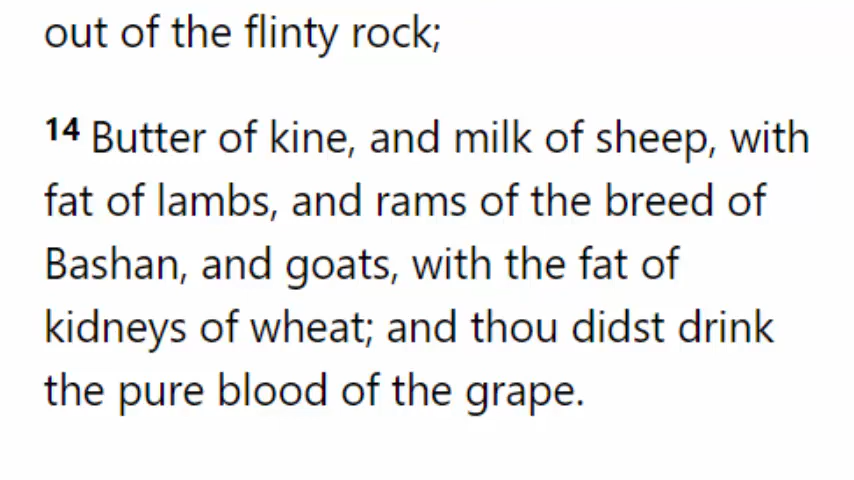 out of the flinty rock;
14 Butter of kine, and milk of sheep, with
fat of lambs, and rams of the breed of
Bashan, and goats, with the fat of
kidneys of wheat; and thou didst drink
the pure blood of the grape.